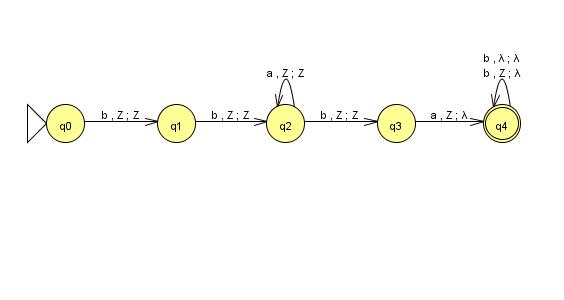 b , λ ; λ
b , Z ; λ
a , Z ; Z
b , Z ; Z
b , Z ; Z
b , Z ; Z
a , Z ; λ
q0
q1
q2
q3
q4